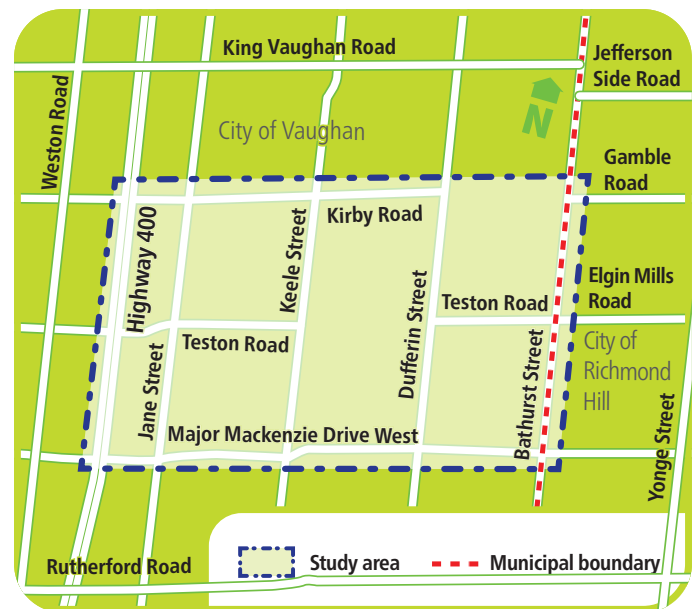 King Vaughan Road
Jefferson
Side Road
Weston Road
City of Vaughan
N
Gamble
Road
Kirby Road
Highway 400
Keele Street
Elgin Mills
Road
Teston Road
Dufferin Street
Teston Road
Jane Street
Bathurst Street
City of
Richmond
Hill
Major Mackenzie Drive West
Yonge Street
Rutherford Road
Study area
Municipal boundary